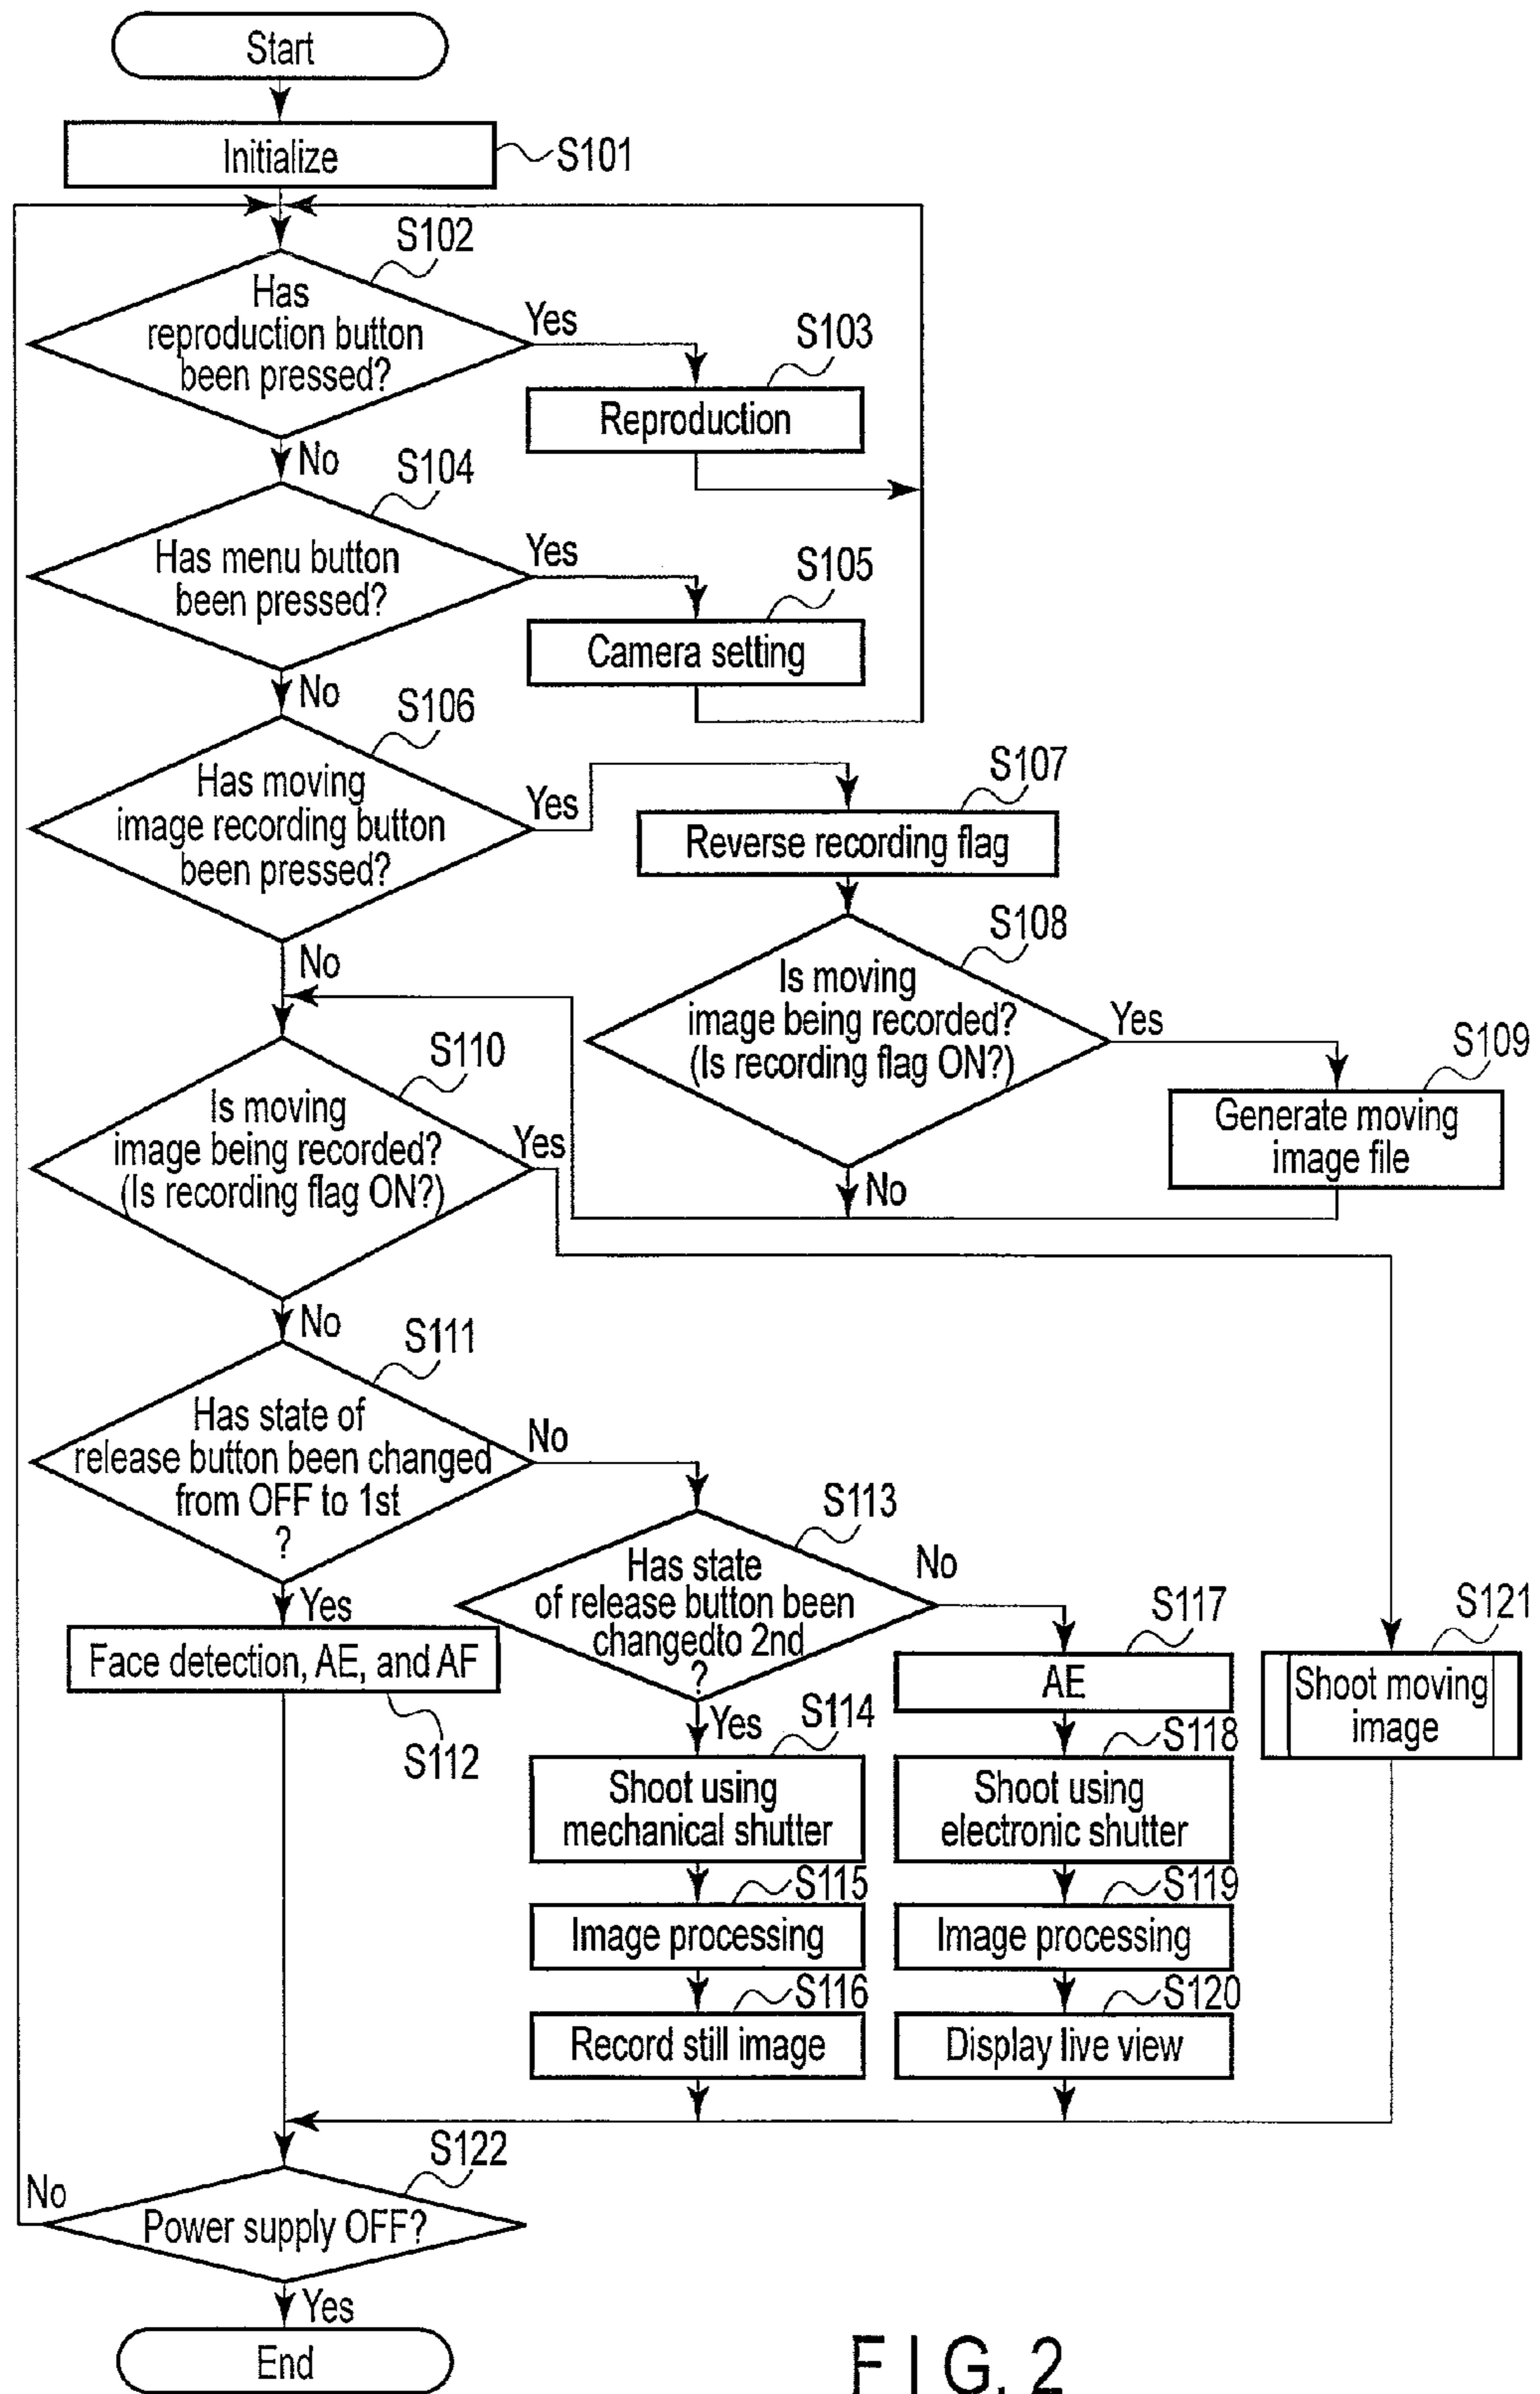 Start
Initialize
S101
S102
Has
reproduction button
been pressed?
Yes
S103
Reproduction
No
S104
Has menu button
been pressed?
Yes
S105
Camera setting
No
S106
Has moving
image recording button
been pressed?
Yes
S107
Reverse recording flag
No
S108
Is moving
image being recorded?
(Is recording flag ON?)
Yes
S109
Generate moving
image file
No
S110
Is moving
image being recorded?
(Is recording flag ON?)
Yes
No
S111
Has state of
release button been changed
from OFF to 1st
?
No
Yes
Face detection, AE, and AF
S112
S113
Has state
of release button been
changedto 2nd
?
No
Yes
S114
Shoot using
mechanical shutter
S115
Image processing
S116
Record still image
S117
AE
S118
Shoot using
electronic shutter
S119
Image processing
S120
Display live view
S121
Shoot moving
image
S122
Power supply OFF?
No
Yes
End
FIG. 2